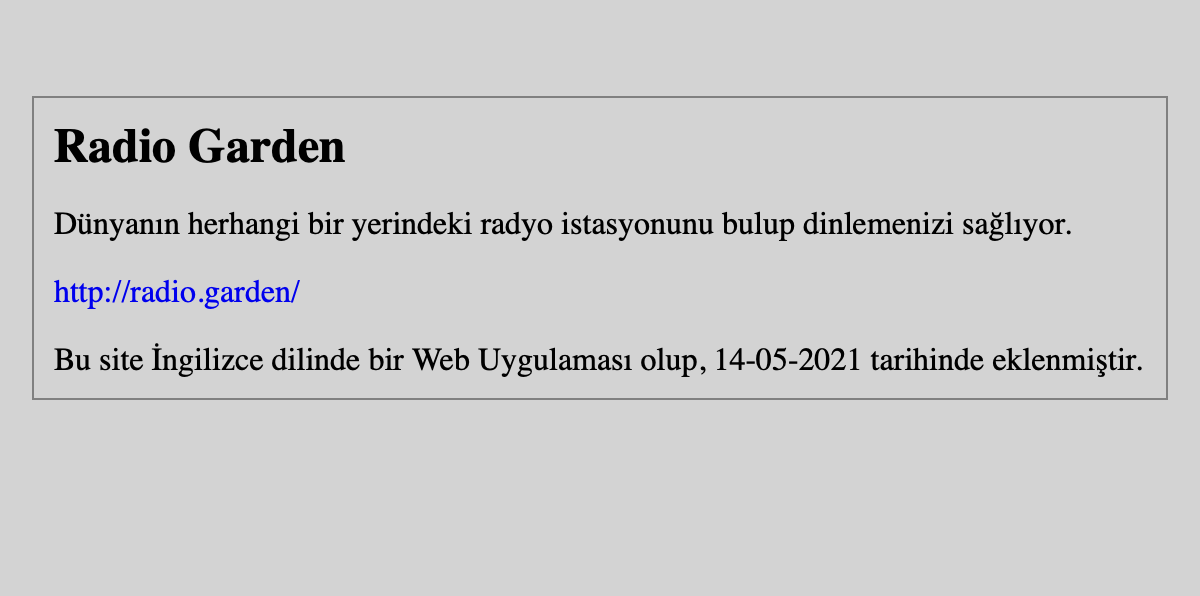 Radio Garden
Dünyanın herhangi bir yerindeki radyo istasyonunu bulup dinlemenizi sağlıyor.
http://radio.garden/
Bu site İngilizce dilinde bir Web Uygulaması olup, 14-05-2021 tarihinde eklenmiştir.